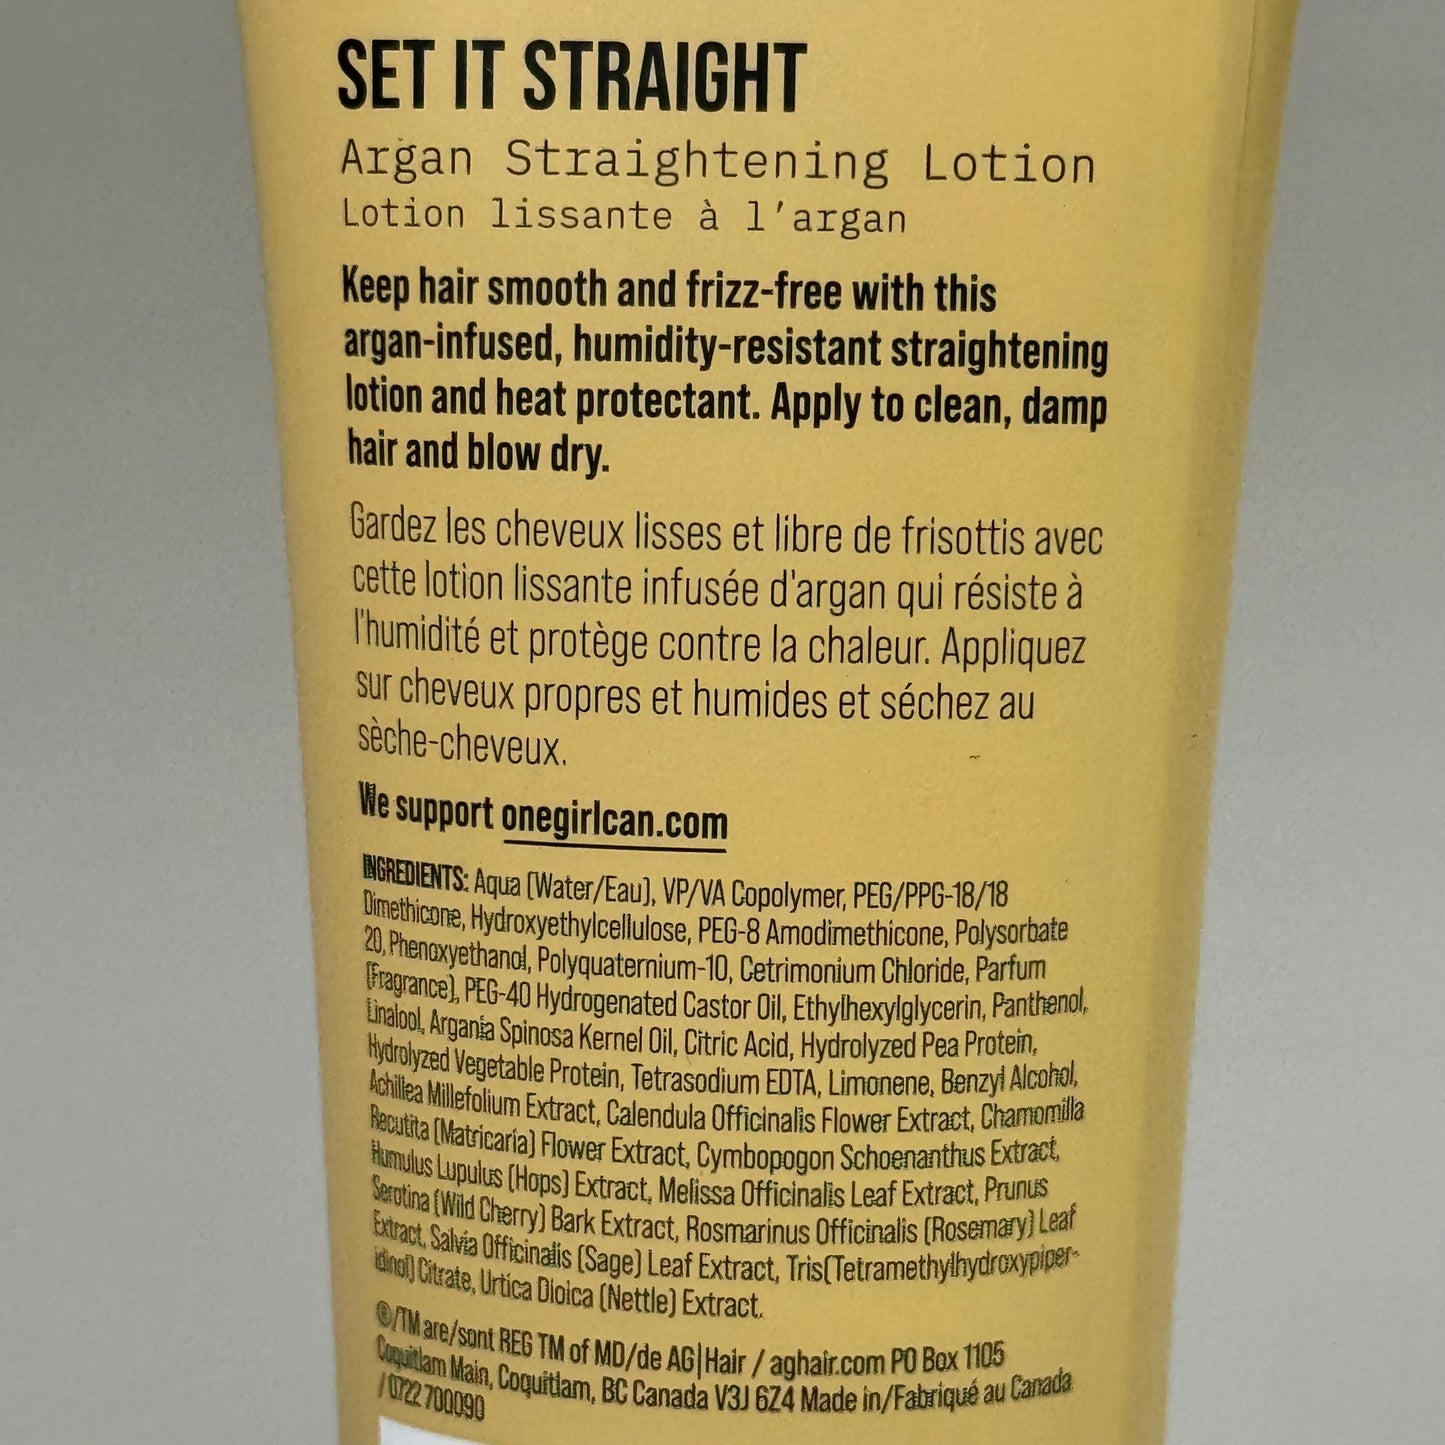 SET IT STRAIGHT
Argan Straightening Lotion
Lotion lissante à l'argan
Keep hair smooth and frizz-free with this
argan-infused, humidity-resistant straightening
lotion and heat protectant. Apply to clean, damp
hair and blow dry.
Gardez les cheveux lisses et libre de frisottis avec
cette lotion lissante infusée d'argan qui résiste à
l'humidité et protège contre la chaleur. Appliquez
sur cheveux propres et humides et séchez au
sèche-cheveux.
We support onegirlcan.com
INGREDIENTS: Aqua (Water/Eau), VP/VA Copolymer, PEG/PPG-18/18
Dimethicone, Hydroxyethylcellulose, PEG-8 Amodimethicone, Polysorbate
20, Phenoxyethanol, Polyquaternium-10, Cetrimonium Chloride, Parfum
(Fragrance), PEG-40 Hydrogenated Castor Oil, Ethylhexylglycerin, Panthenol,
Linalool, Argania Spinosa Kernel Oil, Citric Acid, Hydrolyzed Pea Protein,
Hydrolyzed Vegetable Protein, Tetrasodium EDTA, Limonene, Benzyl Alcohol,
Achillea Millefolium Extract, Calendula Officinalis Flower Extract, Chamomilla
Recutita (Matricaria) Flower Extract, Cymbopogon Schoenanthus Extract,
Humulus Lupulus (Hops) Extract, Melissa Officinalis Leaf Extract, Prunus
Serotina (Wild Cherry) Bark Extract, Rosmarinus Officinalis (Rosemary) Leaf
Extract, Salvia Officinalis (Sage) Leaf Extract, Tris(Tetramethylhydroxypiper-
idinol) Citrate, Urtica Dioica (Nettle) Extract.
®/TM are/sont REG TM of MD/de AG|Hair / aghair.com PO Box 1105
Coquitlam Main, Coquitlam, BC Canada V3J 6Z4 Made in/Fabriqué au Canada
/ 0722 700090